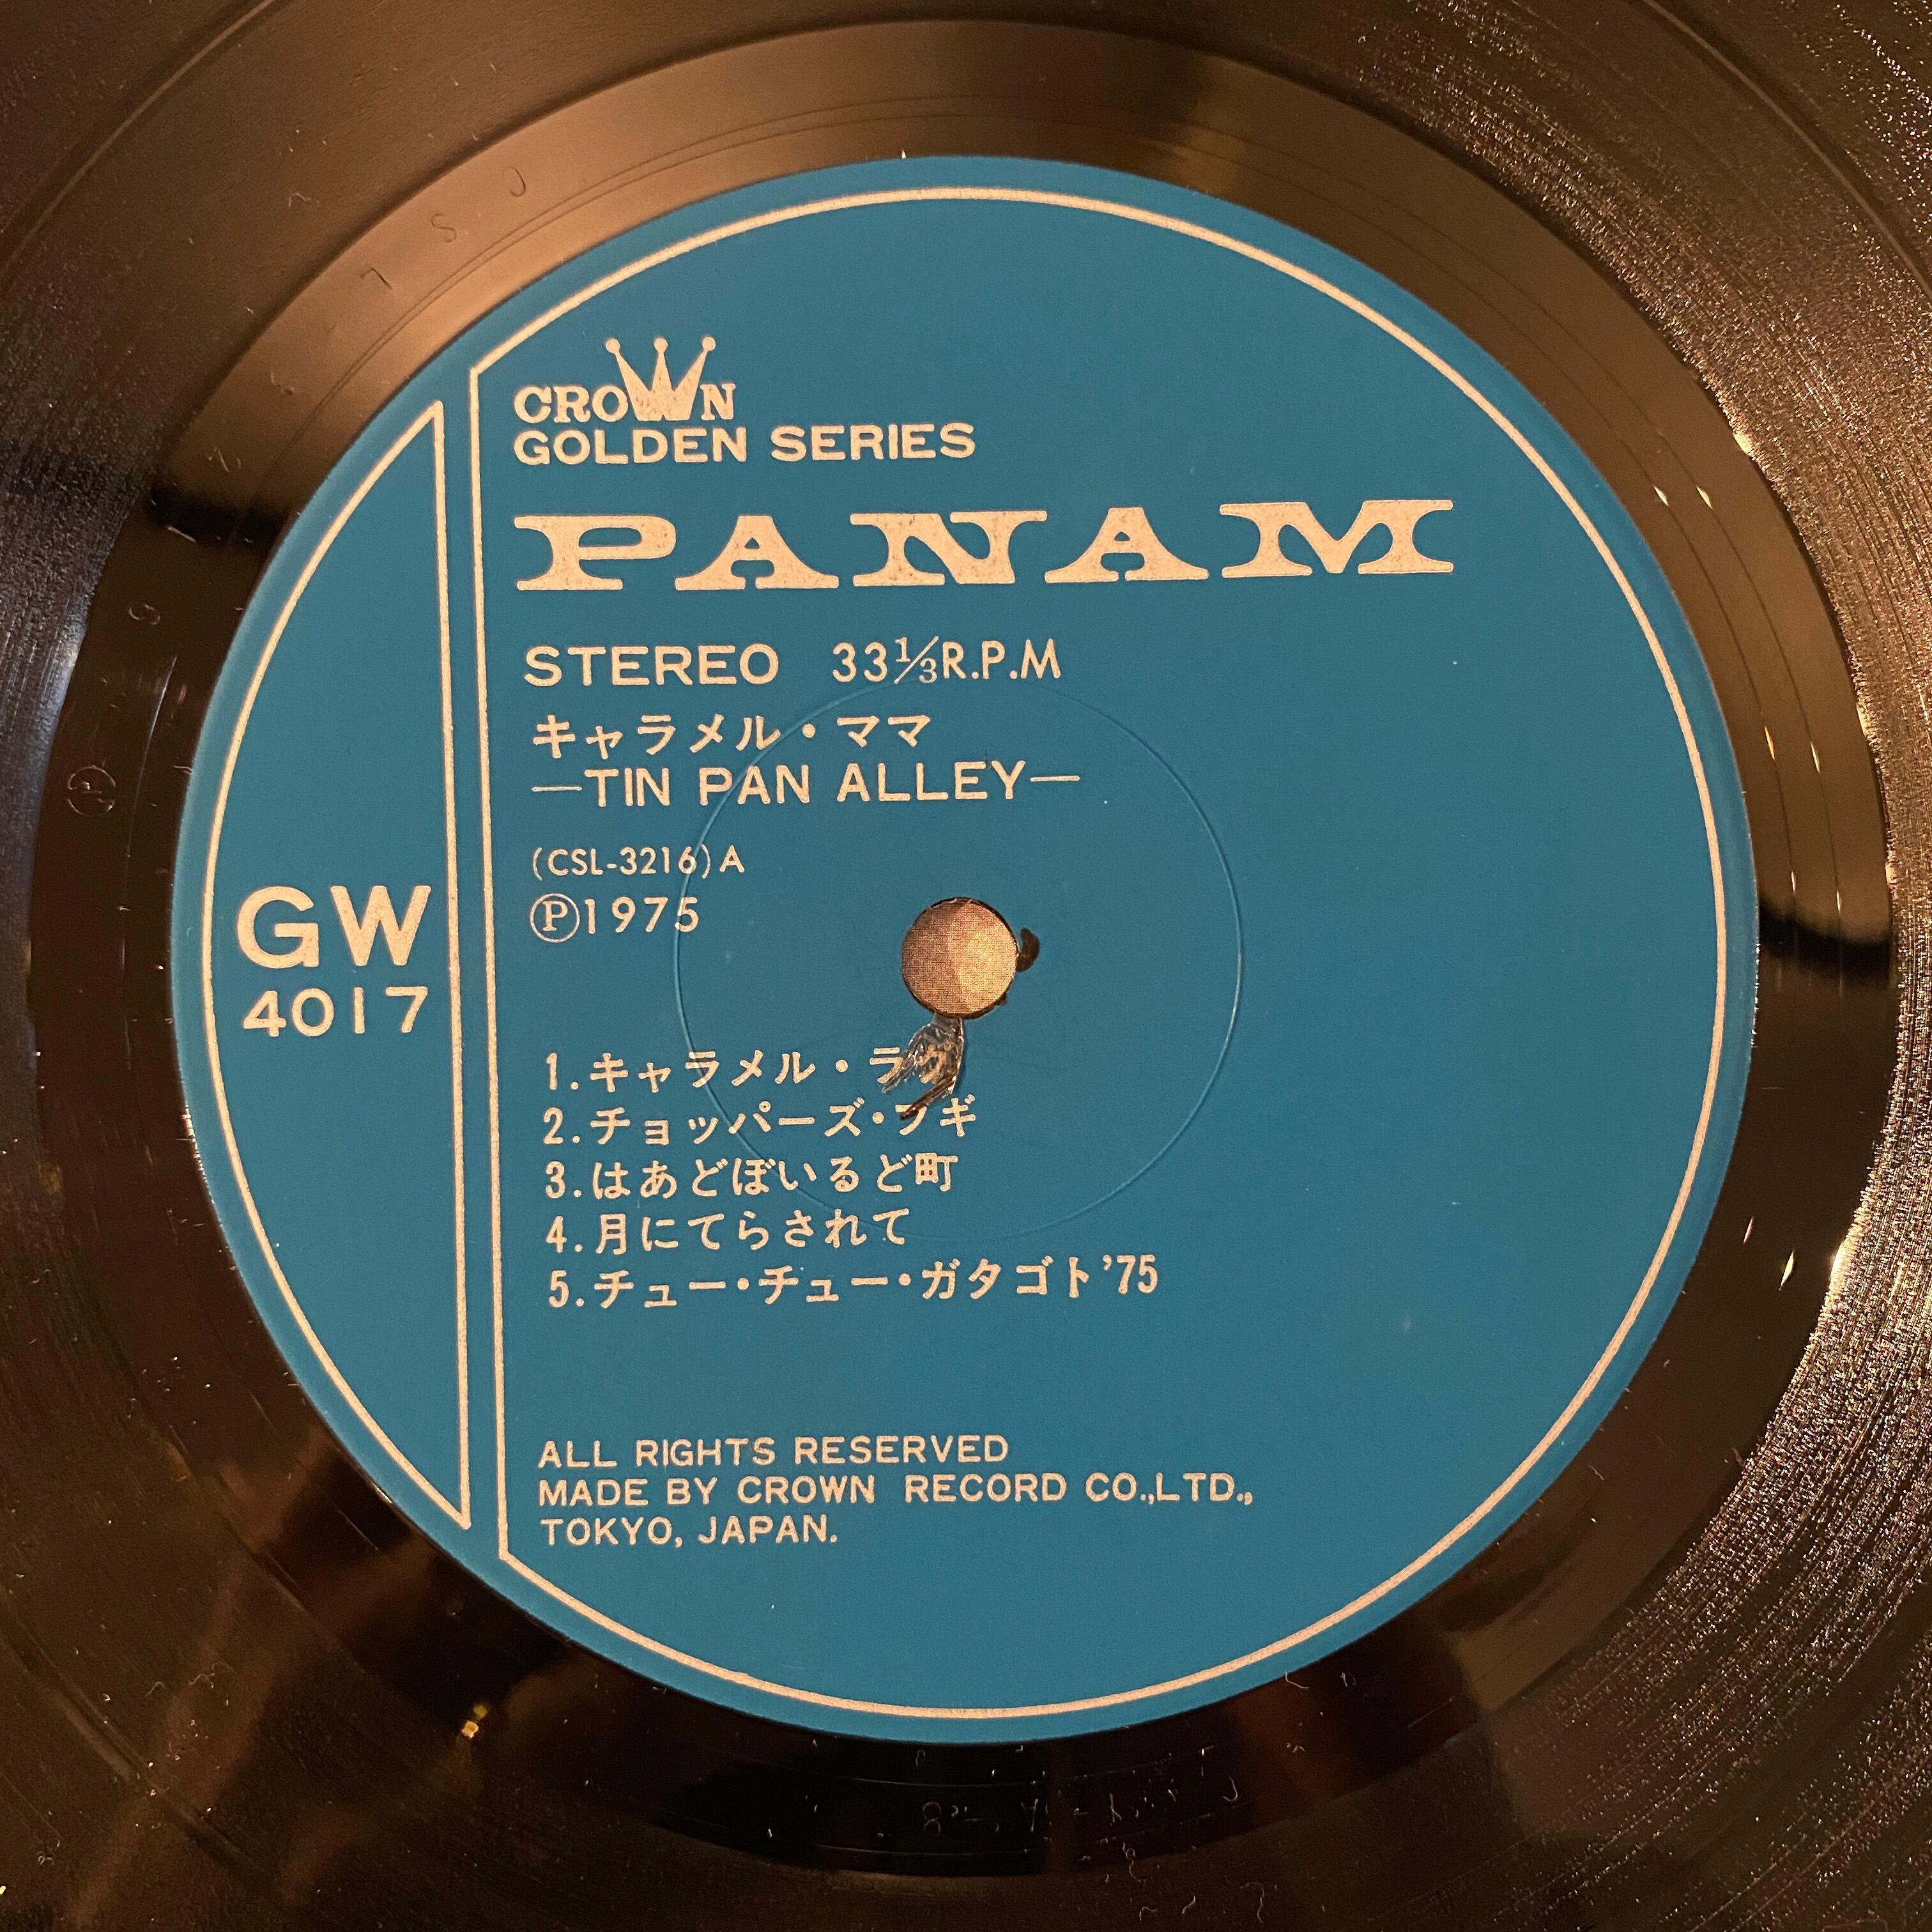 CROWN
GOLDEN SERIES
PANAM
STEREO 33⅓R.P.M
キャラメル・ママ
—TIN PAN ALLEY—
(CSL-3216)A
Ⓟ1975
GW
4017
1.キャラメル・
2.チョッパーズ・ブギ
3.はあどぼいるど町
4.月にてらされて
5.チュー・チュー・ガタゴト’75
ALL RIGHTS RESERVED
MADE BY CROWN RECORD CO.,LTD.,
TOKYO, JAPAN.